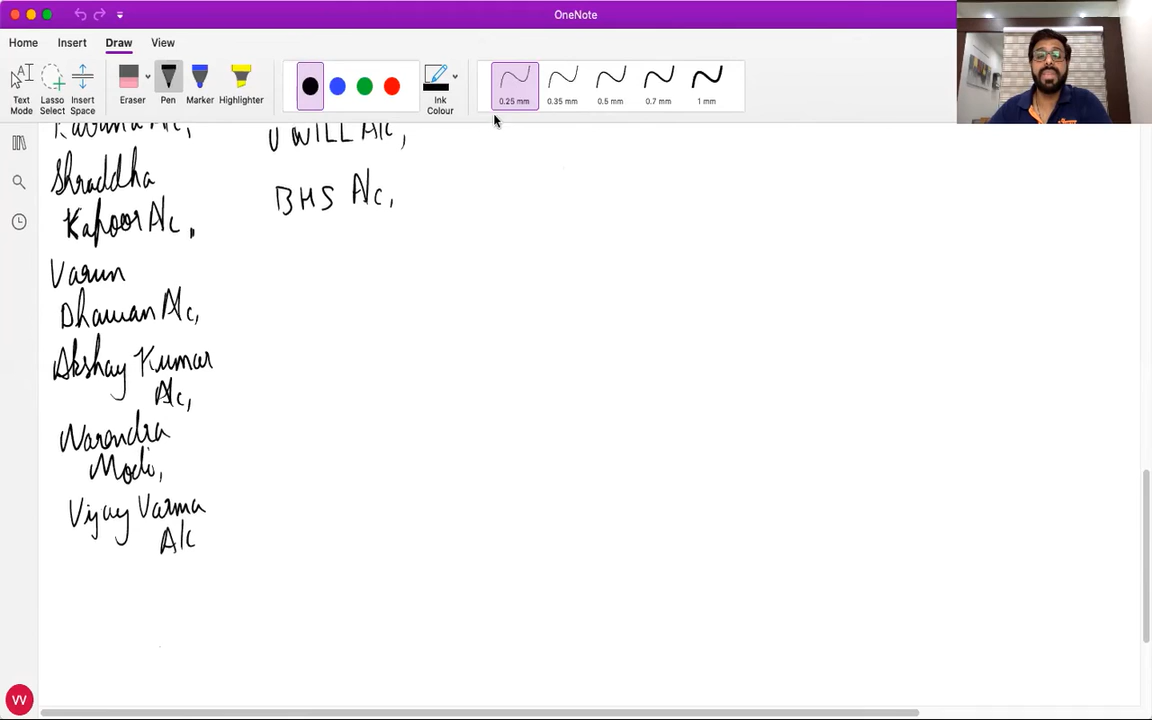 OneNote
Home Insert Draw View
Text Mode
Lasso Select
Insert Space
Eraser
Pen
Marker
Highlighter
Ink Colour
0.25 mm
0.35 mm
0.5 mm
0.7 mm
1 mm
U WILL A/c,
BHS A/c,
Shraddha
Kapoor A/c,
Varun
Dhawan A/c,
Akshay Kumar
A/c,
Narendra
Modi,
Vijay Varma
A/c
VV